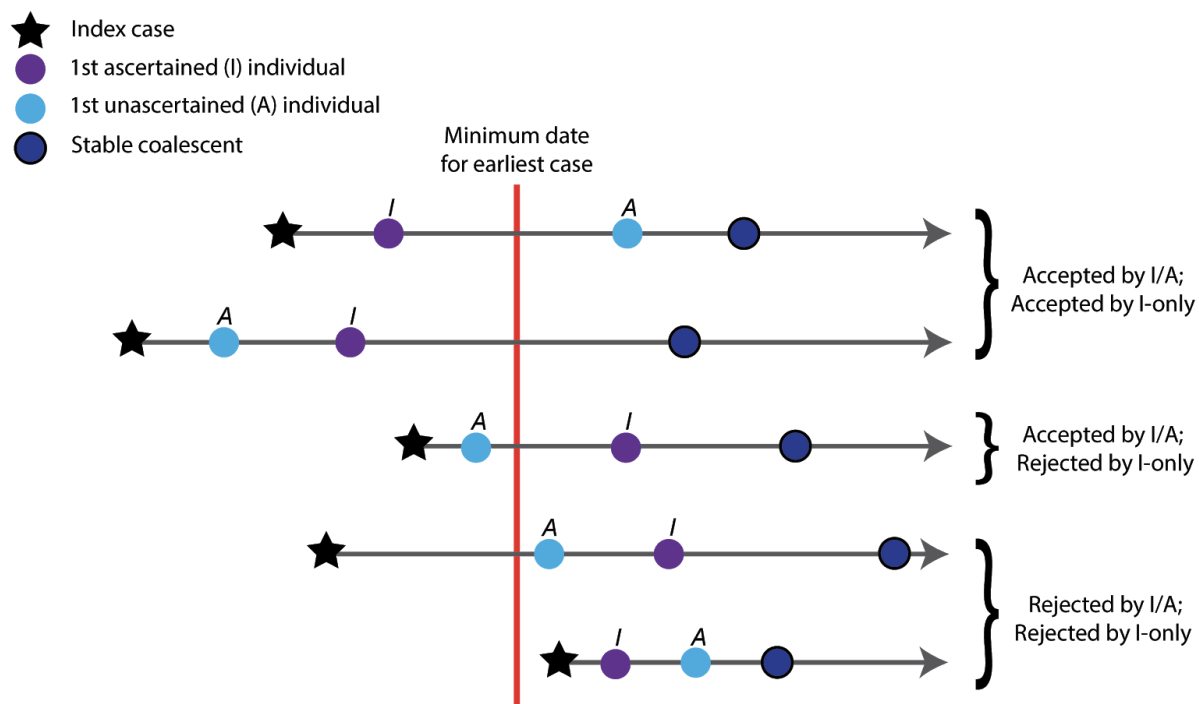 Index case
1st ascertained (I) individual
1st unascertained (A) individual
Stable coalescent
Minimum date
for earliest case
I
A
Accepted by I/A;
Accepted by I-only
A
I
A
I
Accepted by I/A;
Rejected by I-only
A
I
Rejected by I/A;
Rejected by I-only
I
A